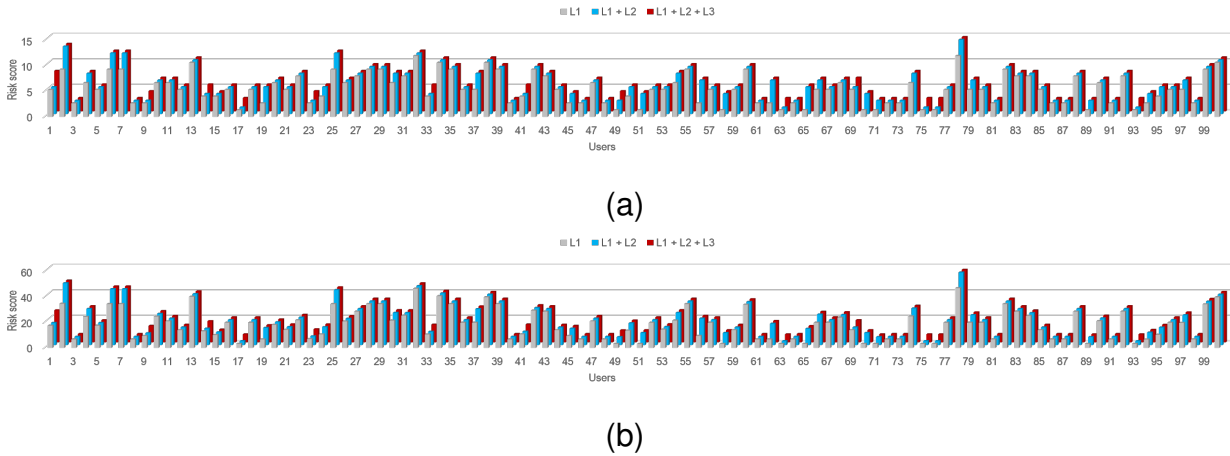 L1 L1 + L2 L1 + L2 + L3
15
10
5
0
Risk score
1 3 5 7 9 11 13 15 17 19 21 23 25 27 29 31 33 35 37 39 41 43 45 47 49 51 53 55 57 59 61 63 65 67 69 71 73 75 77 79 81 83 85 87 89 91 93 95 97 99
Users
(a)
L1 L1 + L2 L1 + L2 + L3
60
40
20
0
Risk score
1 3 5 7 9 11 13 15 17 19 21 23 25 27 29 31 33 35 37 39 41 43 45 47 49 51 53 55 57 59 61 63 65 67 69 71 73 75 77 79 81 83 85 87 89 91 93 95 97 99
Users
(b)